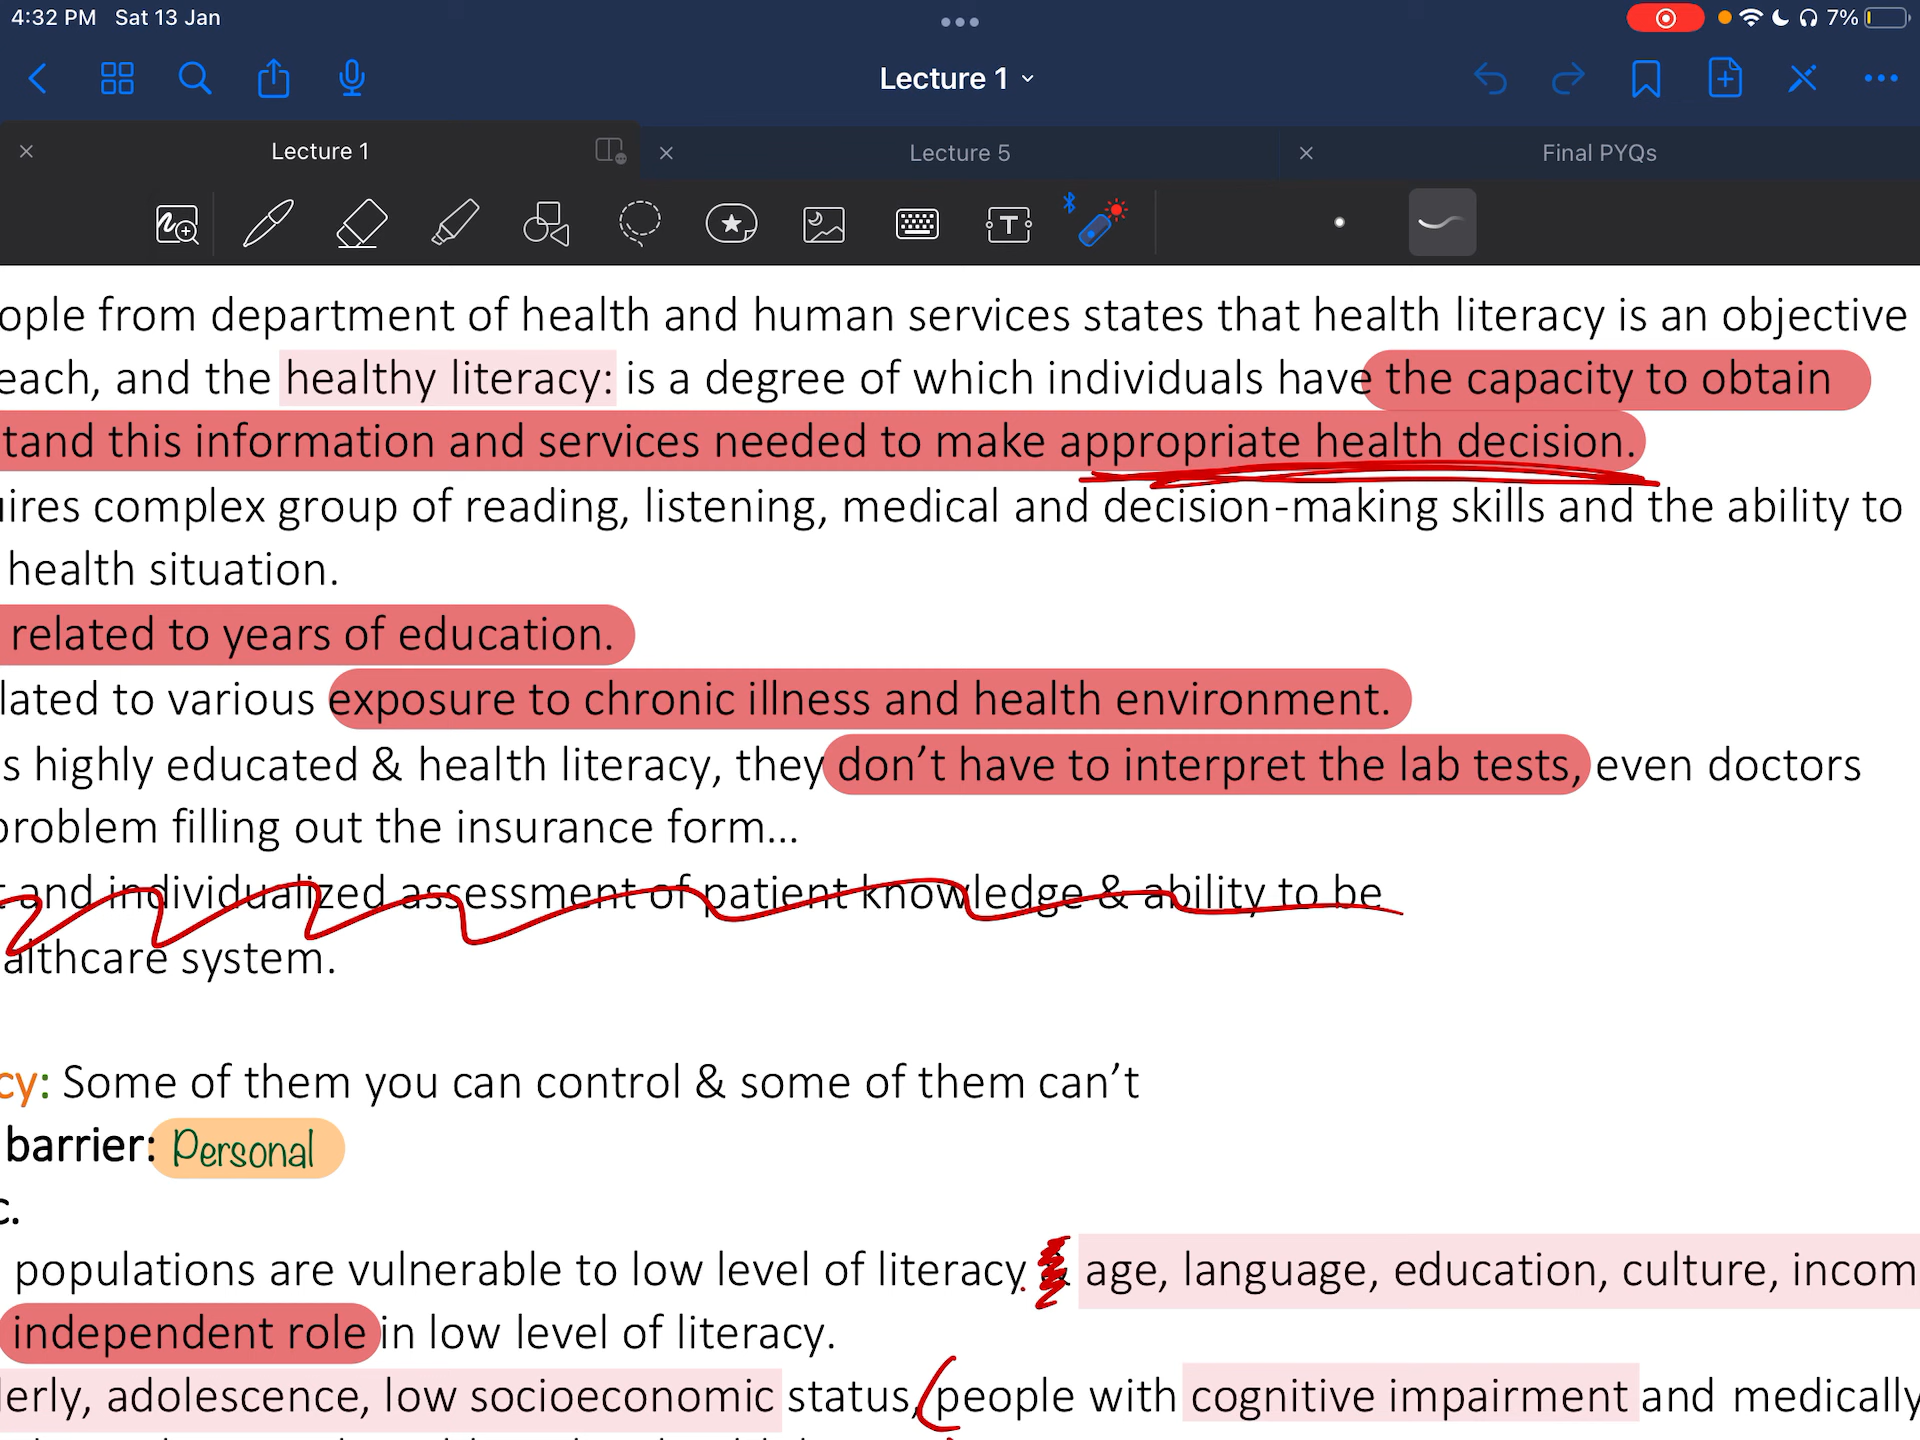 4:32 PM Sat 13 Jan
7%
Lecture 1
Lecture 1
Lecture 5
Final PYQs
ople from department of health and human services states that health literacy is an objective
each, and the healthy literacy: is a degree of which individuals have the capacity to obtain
tand this information and services needed to make appropriate health decision.
ires complex group of reading, listening, medical and decision-making skills and the ability to
health situation.
related to years of education.
lated to various exposure to chronic illness and health environment.
s highly educated & health literacy, they don't have to interpret the lab tests, even doctors
problem filling out the insurance form...
t and individualized assessment of patient knowledge & ability to be
althcare system.
cy: Some of them you can control & some of them can't
barrier: Personal
c.
populations are vulnerable to low level of literacy. age, language, education, culture, incom
independent role in low level of literacy.
derly, adolescence, low socioeconomic status, (people with cognitive impairment and medically